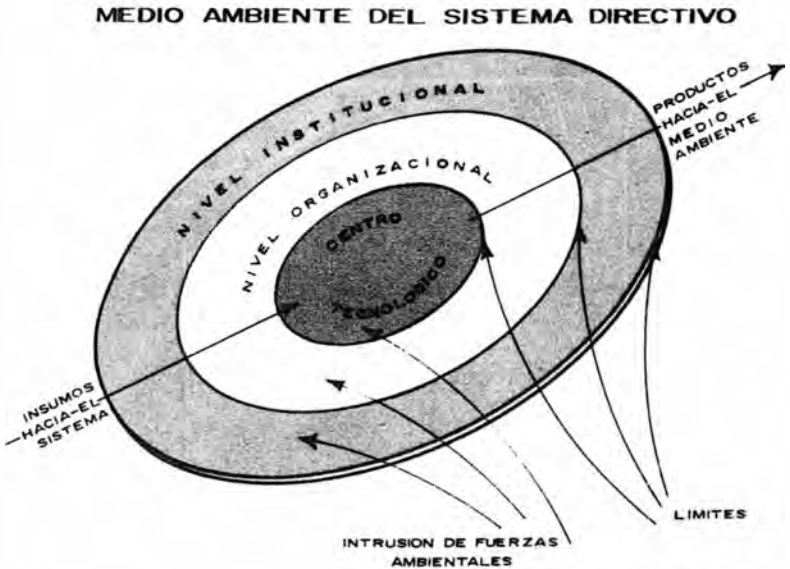 MEDIO AMBIENTE DEL SISTEMA DIRECTIVO
NIVEL INSTITUCIONAL
NIVEL ORGANIZACIONAL
CENTRO
TECNOLOGICO
PRODUCTOS
HACIA-EL
MEDIO
AMBIENTE
INSUMOS
HACIA-EL
SISTEMA
LIMITES
INTRUSION DE FUERZAS
AMBIENTALES